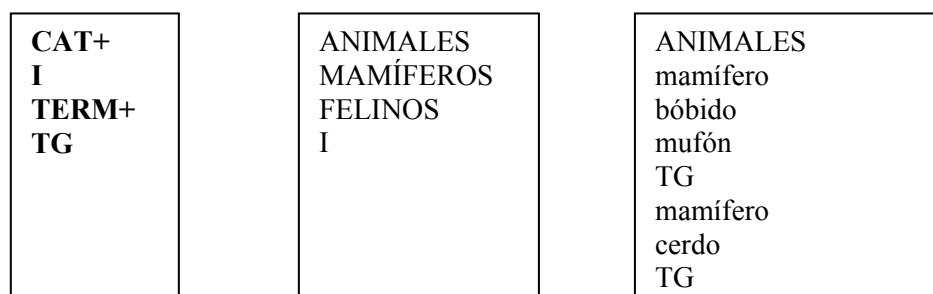 CAT+
I
TERM+
TG
ANIMALES
MAMÍFEROS
FELINOS
I
ANIMALES
mamífero
bóbido
mufón
TG
mamífero
cerdo
TG